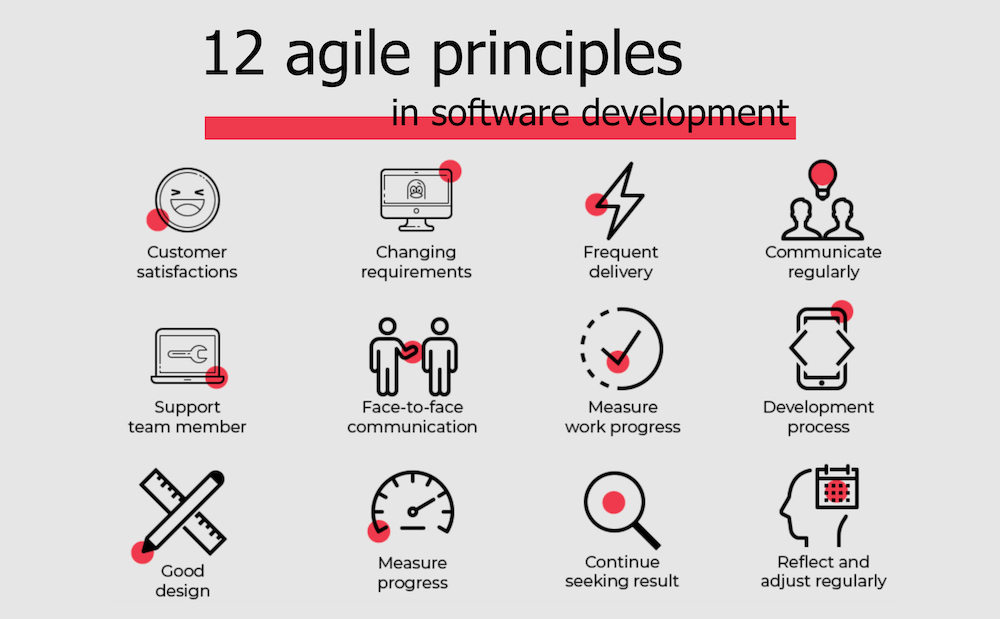 12 agile principles
in software development
Customer
satisfactions
Changing
requirements
Frequent
delivery
Communicate
regularly
Support
team member
Face-to-face
communication
Measure
work progress
Development
process
Good
design
Measure
progress
Continue
seeking result
Reflect and
adjust regularly